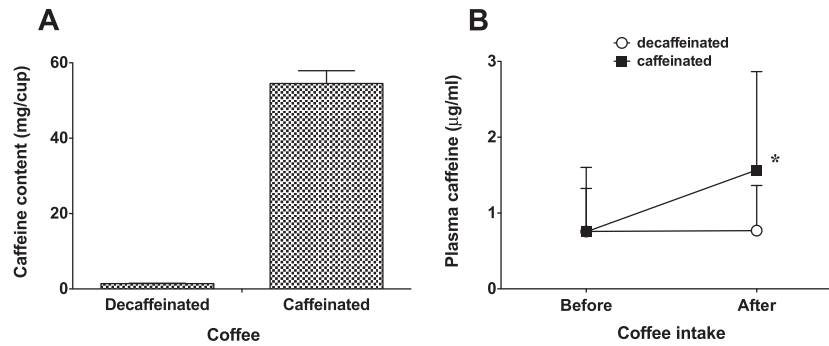 A
Caffeine content (mg/cup)
60
40
20
0
Decaffeinated
Caffeinated
Coffee
B
decaffeinated
caffeinated
Plasma caffeine (μg/ml)
3
2
1
0
*
Before
After
Coffee intake